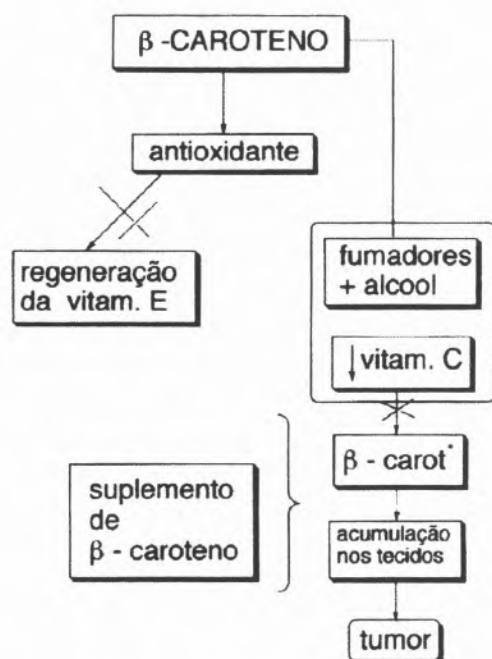 β -CAROTENO
antioxidante
regeneração
da vitam. E
fumadores
+ alcool
↓ vitam. C
β - carot˙
suplemento
de
β - caroteno
acumulação
nos tecidos
tumor